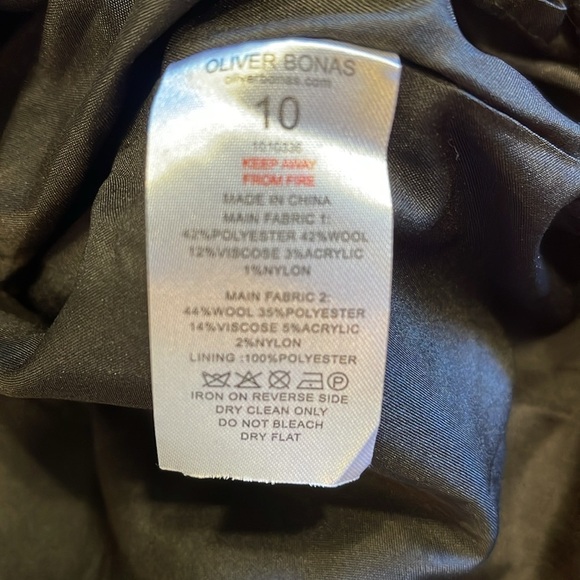 OLIVER BONAS
oliverbonas.com
10
1010336
KEEP AWAY
FROM FIRE
MADE IN CHINA
MAIN FABRIC 1:
42%POLYESTER 42%WOOL
12%VISCOSE 3%ACRYLIC
1%NYLON
MAIN FABRIC 2:
44%WOOL 35%POLYESTER
14%VISCOSE 5%ACRYLIC
2%NYLON
LINING :100%POLYESTER
P
IRON ON REVERSE SIDE
DRY CLEAN ONLY
DO NOT BLEACH
DRY FLAT